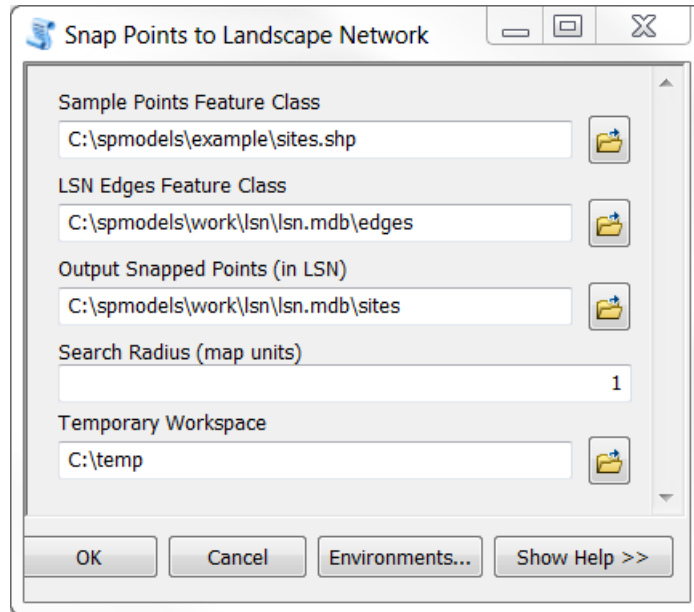 Snap Points to Landscape Network
Sample Points Feature Class
C:\spmodels\example\sites.shp
LSN Edges Feature Class
C:\spmodels\work\lsn\lsn.mdb\edges
Output Snapped Points (in LSN)
C:\spmodels\work\lsn\lsn.mdb\sites
Search Radius (map units)
1
Temporary Workspace
C:\temp
OK Cancel Environments... Show Help >>